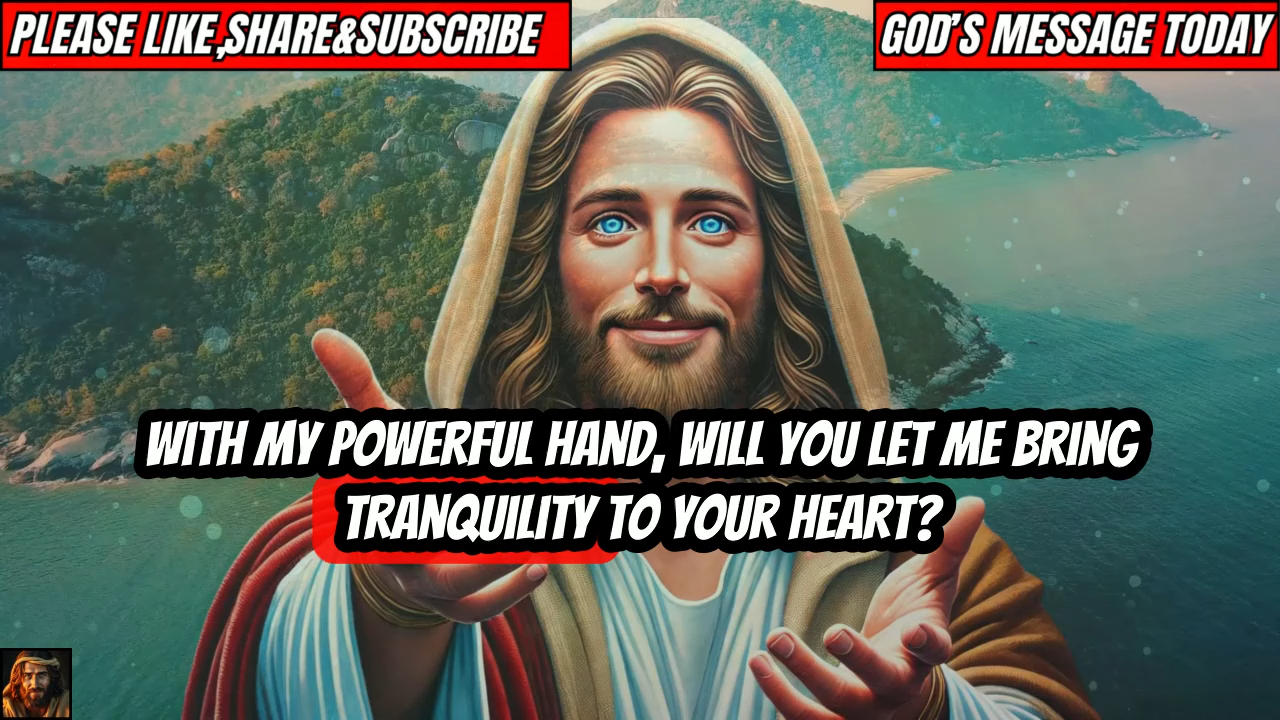 PLEASE LIKE,SHARE&SUBSCRIBE
GOD'S MESSAGE TODAY
WITH MY POWERFUL HAND, WILL YOU LET ME BRING
TRANQUILITY TO YOUR HEART?